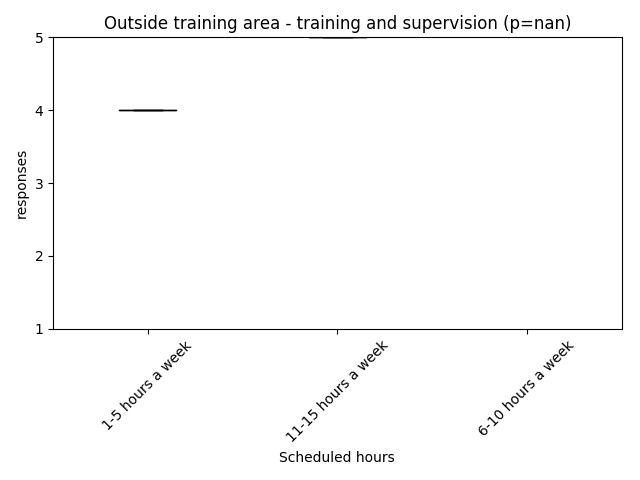 Outside training area - training and supervision (p=nan)
5
4
3
2
1
responses
1-5 hours a week
11-15 hours a week
6-10 hours a week
Scheduled hours